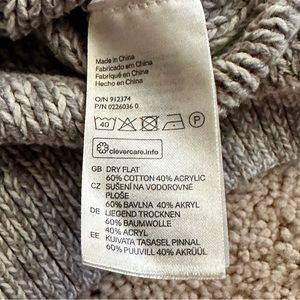 Made in China
Fabricado em China
Fabriqué en China
Hecho en China
O/N 912374
P/N 0226036 0
40 P
clevercare.info
GB DRY FLAT
60% COTTON 40% ACRYLIC
CZ SUŠENÍ NA VODOROVNÉ
PLOŠE
60% BAVLNA 40% AKRYL
DE LIEGEND TROCKNEN
60% BAUMWOLLE
40% ACRYL
EE KUIVATA TASASEL PINNAL
60% PUUVILL 40% AKRÜÜL